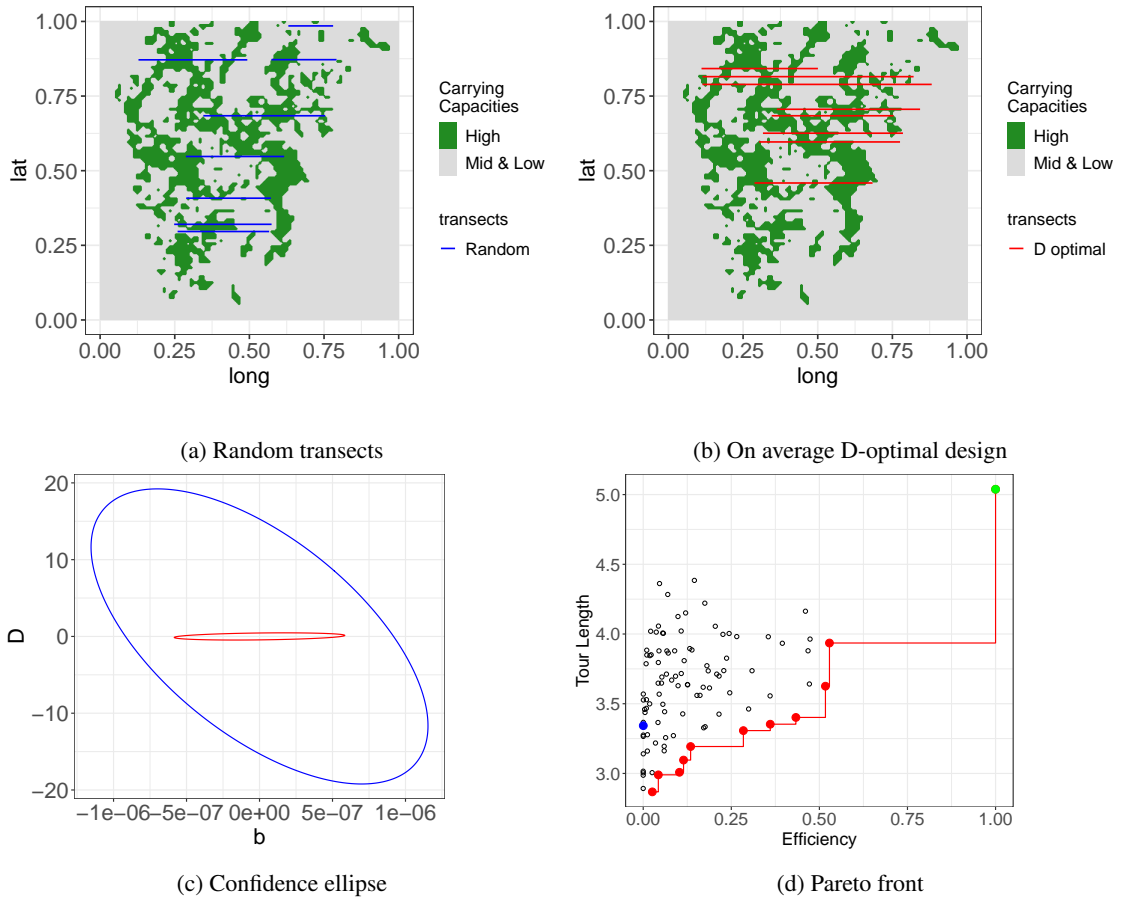 1.00
0.75
0.50
0.25
0.00
lat
0.00 0.25 0.50 0.75 1.00
long
Carrying
Capacities
High
Mid & Low
transects
Random
(a) Random transects
1.00
0.75
0.50
0.25
0.00
lat
0.00 0.25 0.50 0.75 1.00
long
Carrying
Capacities
High
Mid & Low
transects
D optimal
(b) On average D-optimal design
20
10
0
−10
−20
D
−1e−06 −5e−07 0e+00 5e−07 1e−06
b
(c) Confidence ellipse
5.0
4.5
4.0
3.5
3.0
Tour Length
0.00 0.25 0.50 0.75 1.00
Efficiency
(d) Pareto front